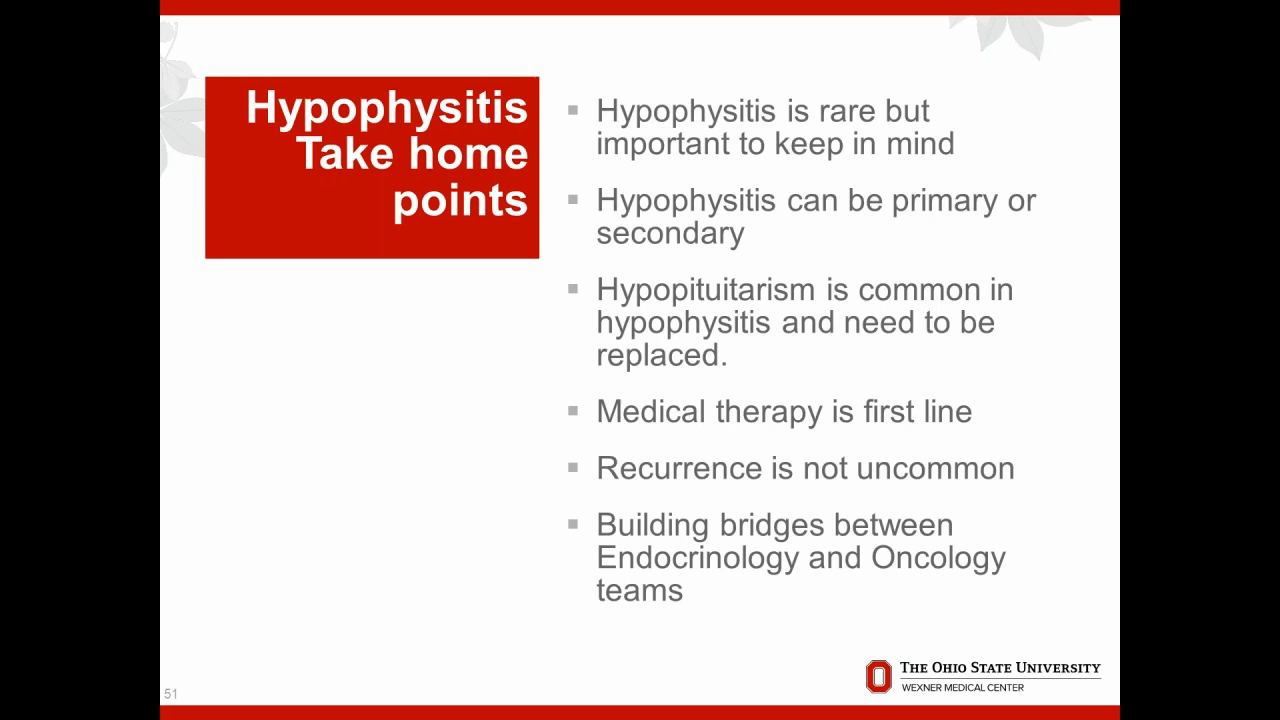 Hypophysitis
Take home
points
▪ Hypophysitis is rare but
important to keep in mind
▪ Hypophysitis can be primary or
secondary
▪ Hypopituitarism is common in
hypophysitis and need to be
replaced.
▪ Medical therapy is first line
▪ Recurrence is not uncommon
▪ Building bridges between
Endocrinology and Oncology
teams
THE OHIO STATE UNIVERSITY
WEXNER MEDICAL CENTER
51